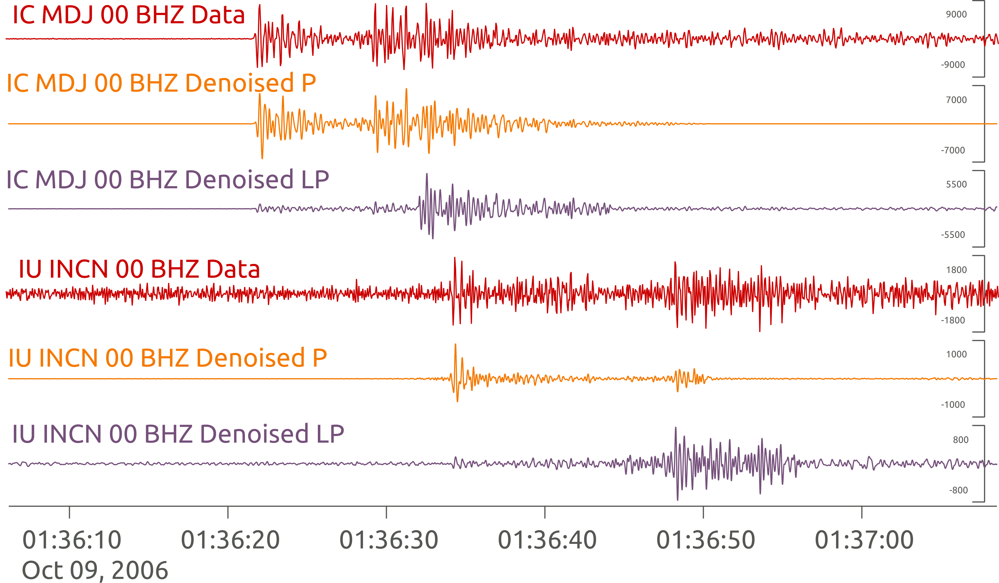 IC MDJ 00 BHZ Data
9000
-9000
IC MDJ 00 BHZ Denoised P
7000
-7000
IC MDJ 00 BHZ Denoised LP
5500
-5500
IU INCN 00 BHZ Data
1800
-1800
IU INCN 00 BHZ Denoised P
1000
-1000
IU INCN 00 BHZ Denoised LP
800
-800
01:36:10 01:36:20 01:36:30 01:36:40 01:36:50 01:37:00
Oct 09, 2006